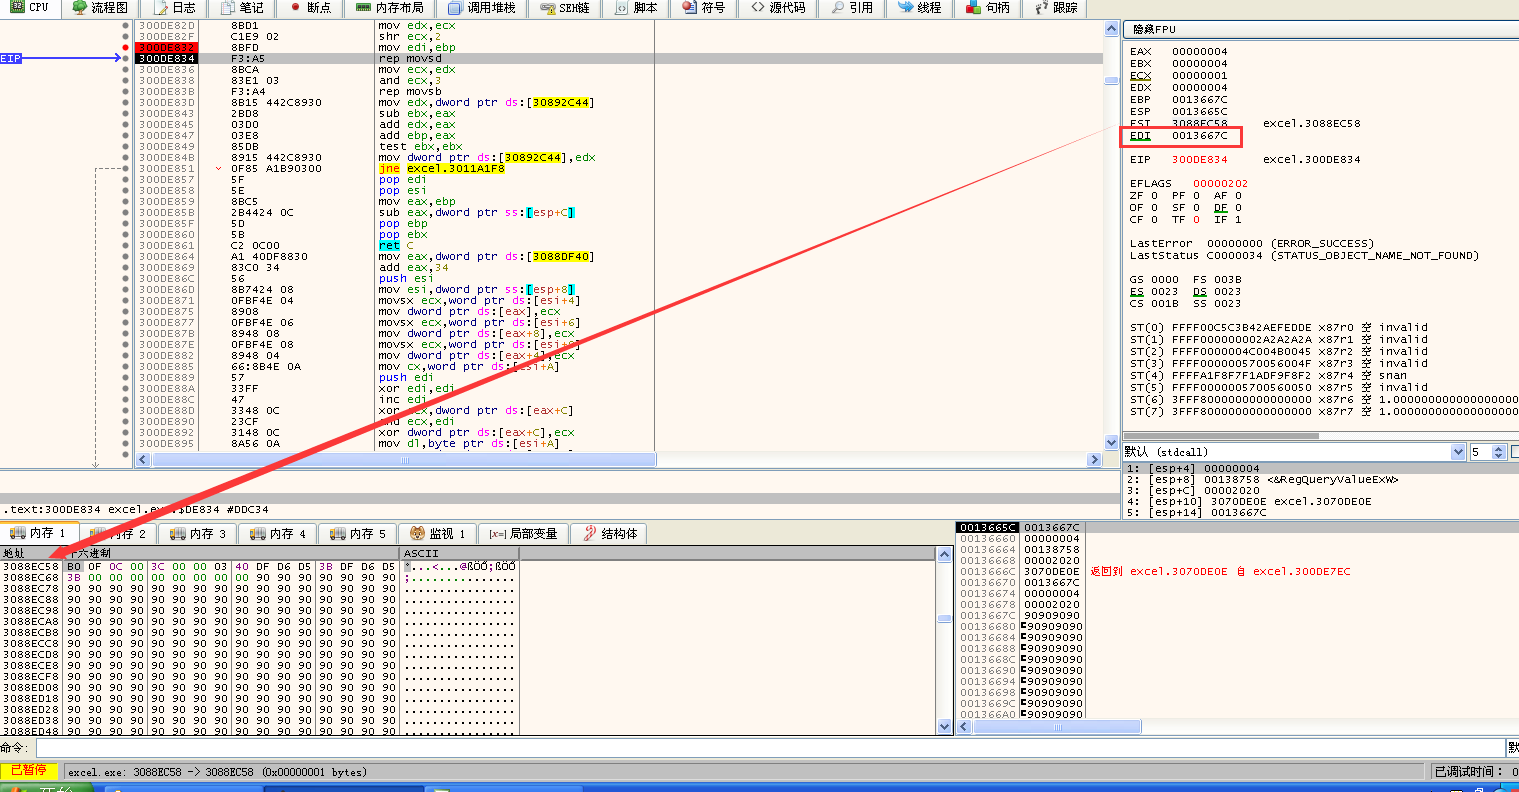 CPU 流程图 日志 笔记 断点 内存布局 调用堆栈 SEH链 脚本 符号 源代码 引用 线程 句柄 跟踪
300DE82D 8BD1 mov edx,ecx
300DE82F C1E9 02 shr ecx,2
300DE832 8BFD mov edi,ebp
EIP 300DE834 F3:A5 rep movsd
300DE836 8BCA mov ecx,edx
300DE838 83E1 03 and ecx,3
300DE83B F3:A4 rep movsb
300DE83D 8B15 442C8930 mov edx,dword ptr ds:[30892C44]
300DE843 2BD8 sub ebx,eax
300DE845 03D0 add edx,eax
300DE847 03E8 add ebp,eax
300DE849 85DB test ebx,ebx
300DE84B 8915 442C8930 mov dword ptr ds:[30892C44],edx
300DE851 0F85 A1B90300 jne excel.3011A1F8
300DE857 5F pop edi
300DE858 5E pop esi
300DE859 8BC5 mov eax,ebp
300DE85B 2B4424 0C sub eax,dword ptr ss:[esp+C]
300DE85F 5D pop ebp
300DE860 5B pop ebx
300DE861 C2 0C00 ret C
300DE864 A1 40DF8830 mov eax,dword ptr ds:[3088DF40]
300DE869 83C0 34 add eax,34
300DE86C 56 push esi
300DE86D 8B7424 08 mov esi,dword ptr ss:[esp+8]
300DE871 0FBF4E 04 movsx ecx,word ptr ds:[esi+4]
300DE875 8908 mov dword ptr ds:[eax],ecx
300DE877 0FBF4E 06 movsx ecx,word ptr ds:[esi+6]
300DE87B 8948 08 mov dword ptr ds:[eax+8],ecx
300DE87E 0FBF4E 08 movsx ecx,word ptr ds:[esi+8]
300DE882 8948 04 mov dword ptr ds:[eax+4],ecx
300DE885 66:8B4E 0A mov cx,word ptr ds:[esi+A]
300DE889 57 push edi
300DE88A 33FF xor edi,edi
300DE88C 47 inc edi
300DE88D 3348 0C xor ecx,dword ptr ds:[eax+C]
300DE890 23CF and ecx,edi
300DE892 3148 0C xor dword ptr ds:[eax+C],ecx
300DE895 8A56 0A mov dl,byte ptr ds:[esi+A]
隐藏FPU
EAX 00000004
EBX 00000004
ECX 00000001
EDX 00000004
EBP 0013667C
ESP 0013665C
ESI 3088EC58 excel.3088EC58
EDI 0013667C
EIP 300DE834 excel.300DE834
EFLAGS 00000202
ZF 0 PF 0 AF 0
OF 0 SF 0 DF 0
CF 0 TF 0 IF 1
LastError 00000000 (ERROR_SUCCESS)
LastStatus C0000034 (STATUS_OBJECT_NAME_NOT_FOUND)
GS 0000 FS 003B
ES 0023 DS 0023
CS 001B SS 0023
ST(0) FFFF00C5C3B42AEFEDDE x87r0 空 invalid
ST(1) FFFF000000002A2A2A2A x87r1 空 invalid
ST(2) FFFF0000004C004B0045 x87r2 空 invalid
ST(3) FFFF000000570056004F x87r3 空 invalid
ST(4) FFFFA1F8F7F1ADF9F8F2 x87r4 空 snan
ST(5) FFFF0000005700560050 x87r5 空 invalid
ST(6) 3FFF8000000000000000 x87r6 空 1.0000000000000000000
ST(7) 3FFF8000000000000000 x87r7 空 1.0000000000000000000
默认 (stdcall) 5
1: [esp+4] 00000004
2: [esp+8] 00138758 <&RegQueryValueExW>
3: [esp+C] 00002020
4: [esp+10] 3070DE0E excel.3070DE0E
5: [esp+14] 0013667C
.text:300DE834 excel.exe:$DE834 #DDC34
内存 1 内存 2 内存 3 内存 4 内存 5 监视 1 [x=] 局部变量 结构体
地址 十六进制 ASCII
3088EC58 B0 0F 0C 00 3C 00 00 03 40 DF D6 D5 3B DF D6 D5 °...<...@ßÖÕ;ßÖÕ
3088EC68 3B 00 00 00 00 00 00 00 00 90 90 90 90 90 90 90 ;...............
3088EC78 90 90 90 90 90 90 90 90 90 90 90 90 90 90 90 90 ................
3088EC88 90 90 90 90 90 90 90 90 90 90 90 90 90 90 90 90 ................
3088EC98 90 90 90 90 90 90 90 90 90 90 90 90 90 90 90 90 ................
3088ECA8 90 90 90 90 90 90 90 90 90 90 90 90 90 90 90 90 ................
3088ECB8 90 90 90 90 90 90 90 90 90 90 90 90 90 90 90 90 ................
3088ECC8 90 90 90 90 90 90 90 90 90 90 90 90 90 90 90 90 ................
3088ECD8 90 90 90 90 90 90 90 90 90 90 90 90 90 90 90 90 ................
3088ECE8 90 90 90 90 90 90 90 90 90 90 90 90 90 90 90 90 ................
3088ECF8 90 90 90 90 90 90 90 90 90 90 90 90 90 90 90 90 ................
3088ED08 90 90 90 90 90 90 90 90 90 90 90 90 90 90 90 90 ................
3088ED18 90 90 90 90 90 90 90 90 90 90 90 90 90 90 90 90 ................
3088ED28 90 90 90 90 90 90 90 90 90 90 90 90 90 90 90 90 ................
3088ED38 90 90 90 90 90 90 90 90 90 90 90 90 90 90 90 90 ................
3088ED48 90 90 90 90 90 90 90 90 90 90 90 90 90 90 90 90 ................
0013665C 0013667C
00136660 00000004
00136664 00138758
00136668 00002020
0013666C 3070DE0E 返回到 excel.3070DE0E 自 excel.300DE7EC
00136670 0013667C
00136674 00000004
00136678 00002020
0013667C 90909090
00136680 90909090
00136684 90909090
00136688 90909090
0013668C 90909090
00136690 90909090
00136694 90909090
00136698 90909090
0013669C 90909090
001366A0 90909090
命令:
已暂停 excel.exe: 3088EC58 -> 3088EC58 (0x00000001 bytes) 已调试时间: 0
开始